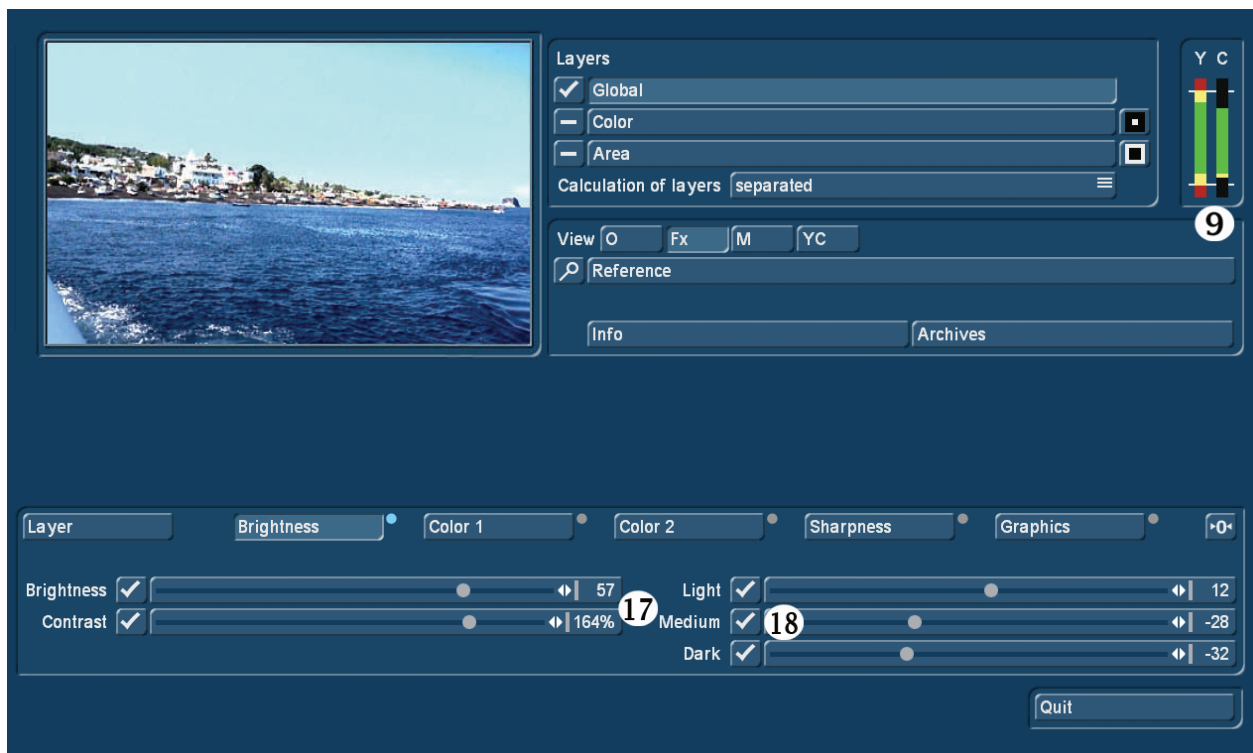 Layers
Y C
Global
Color
Area
Calculation of layers separated
9
View O Fx M YC
Reference
Info Archives
Layer Brightness Color 1 Color 2 Sharpness Graphics ▸0◂
Brightness 57
Light 12
Contrast 164%
17
Medium 18 -28
Dark -32
Quit